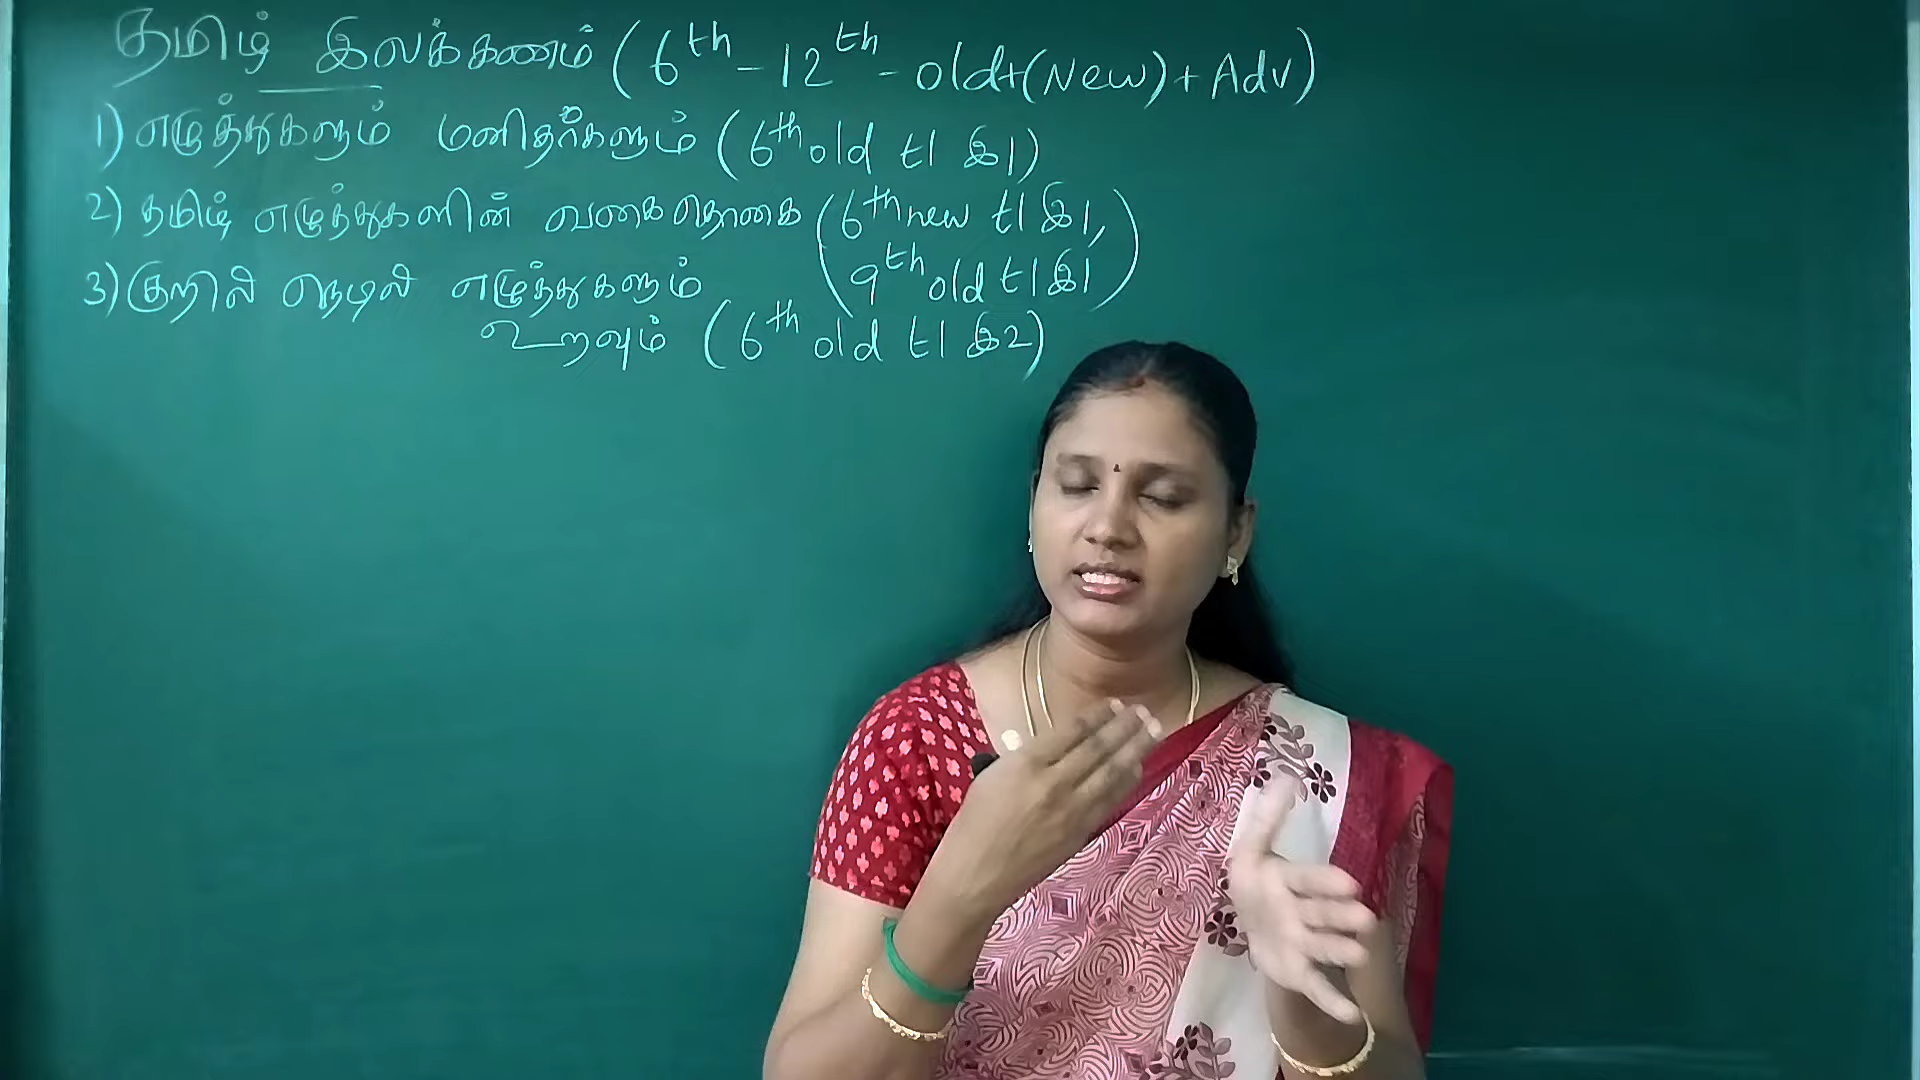 தமிழ் இலக்கணம் (6th - 12th - old+(New)+Adv)
1) எழுத்துகளும் மனிதர்களும் (6th old t1 இ1)
2) தமிழ் எழுத்துகளின் வகைதொகை (6th new t1 இ1,
9th old t1 இ1)
3) குறில் நெடில் எழுத்துகளும்
உறவும் (6th old t1 இ2)